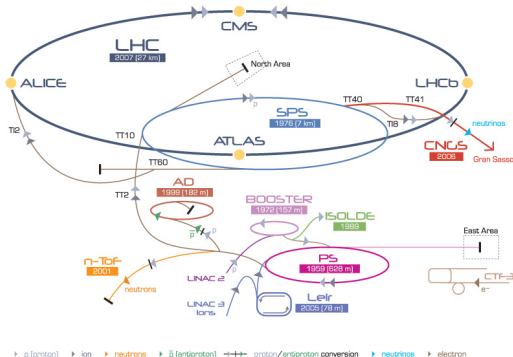 CMS
LHC
2007 (27 km)
North Area
ALICE
LHCb
TT40
TT41
SPS
1976 (7 km)
TI8
TI2
TT10
ATLAS
neutrinos
CNGS
2006
Gran Sasso
TT60
AD
1999 (182 m)
TT2
BOOSTER
1972 (157 m)
ISOLDE
1989
p
p
p
p
East Area
n-ToF
2001
PS
1959 (628 m)
LINAC 2
neutrons
CTF-3
e-
LINAC 3
Ions
Leir
2005 (78 m)
p [proton]
ion
neutrons
p̄ [antiproton]
proton/antiproton conversion
neutrinos
electron